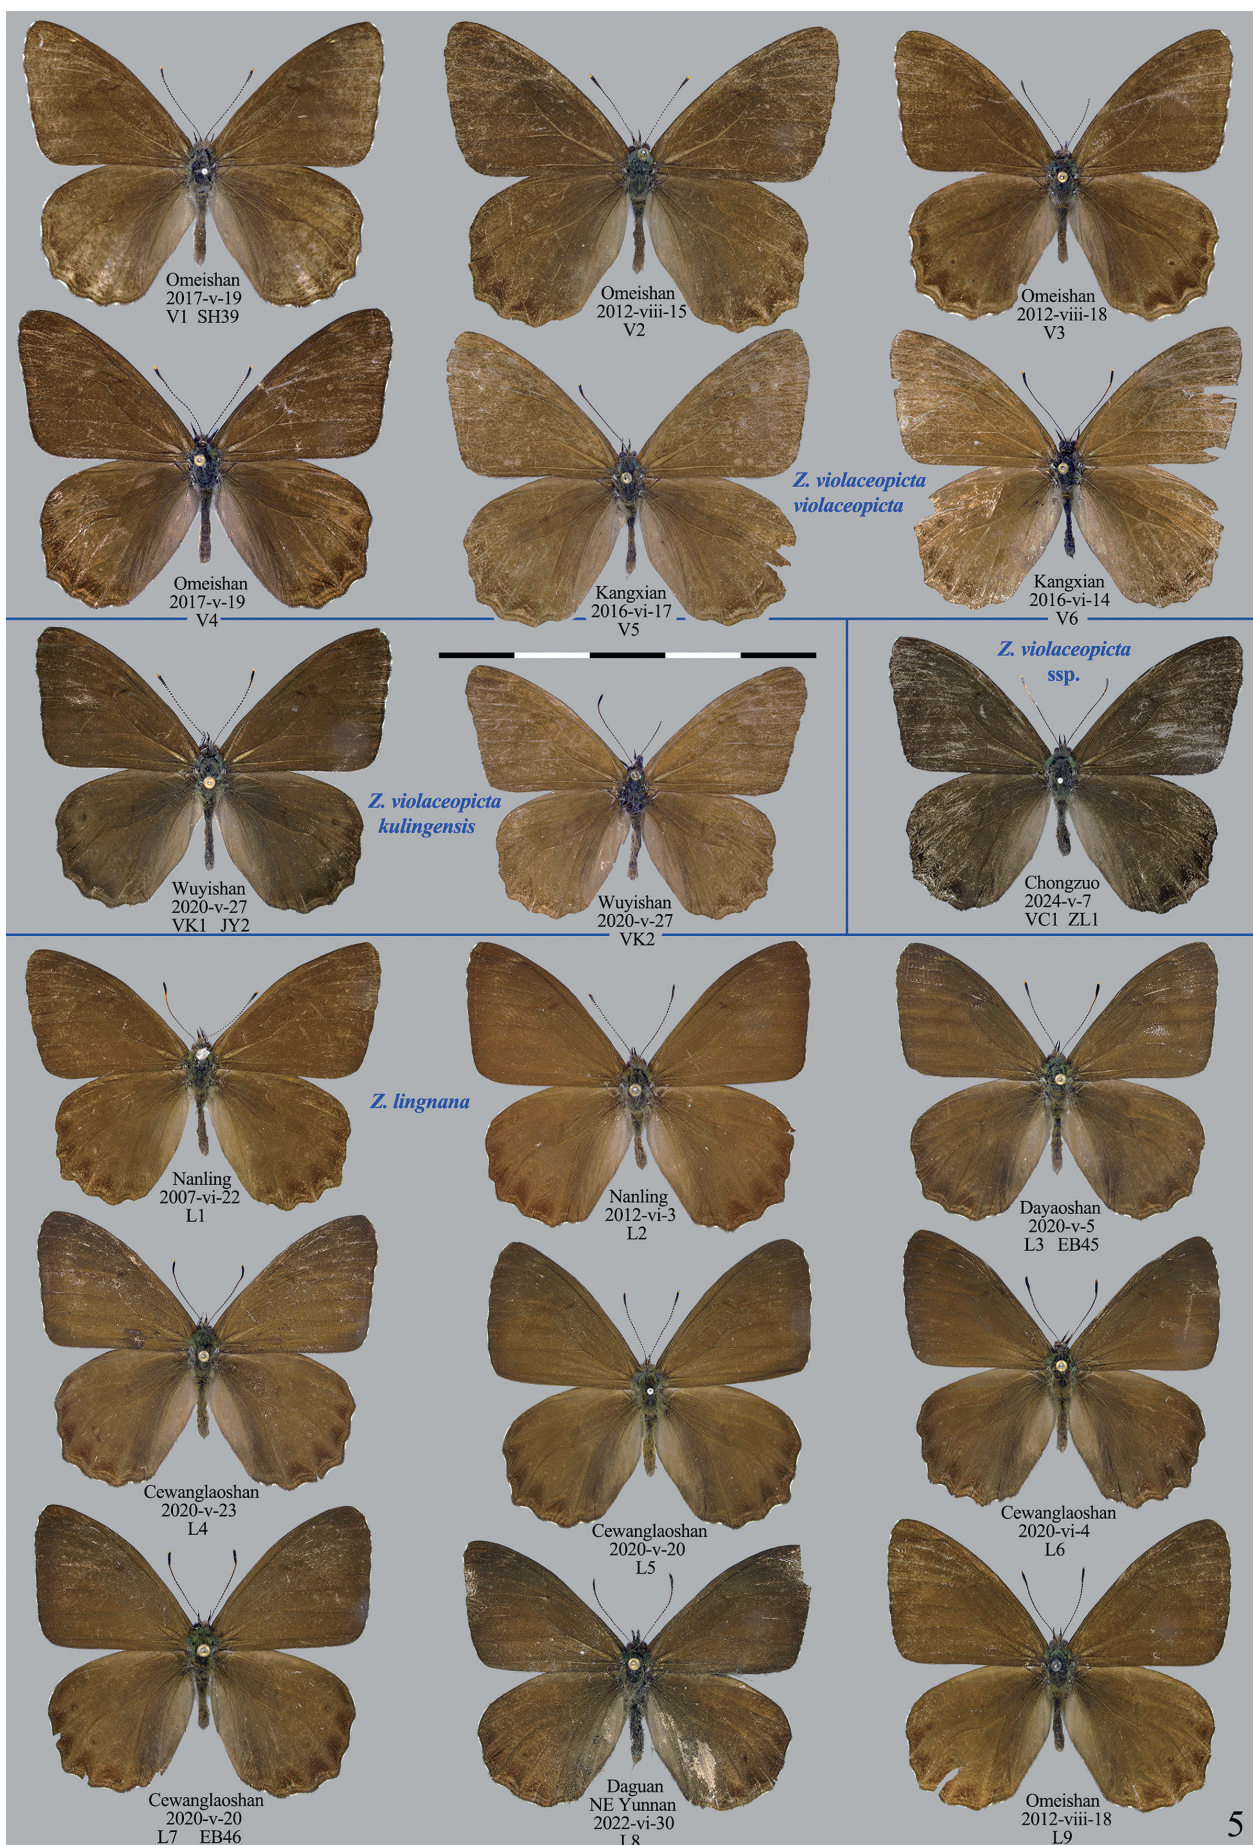 Omeishan
2017-v-19
V1 SH39
Omeishan
2012-viii-15
V2
Omeishan
2012-viii-18
V3
Omeishan
2017-v-19
V4
Kangxian
2016-vi-17
V5
Z. violaceopicta
violaceopicta
Kangxian
2016-vi-14
V6
Wuyishan
2020-v-27
VK1 JY2
Z. violaceopicta
kulingensis
Wuyishan
2020-v-27
VK2
Z. violaceopicta
ssp.
Chongzuo
2024-v-7
VC1 ZL1
Nanling
2007-vi-22
L1
Z. lingnana
Nanling
2012-vi-3
L2
Dayaoshan
2020-v-5
L3 EB45
Cewanglaoshan
2020-v-23
L4
Cewanglaoshan
2020-v-20
L5
Cewanglaoshan
2020-vi-4
L6
Cewanglaoshan
2020-v-20
L7 EB46
Daguan
NE Yunnan
2022-vi-30
L8
Omeishan
2012-viii-18
L9
5